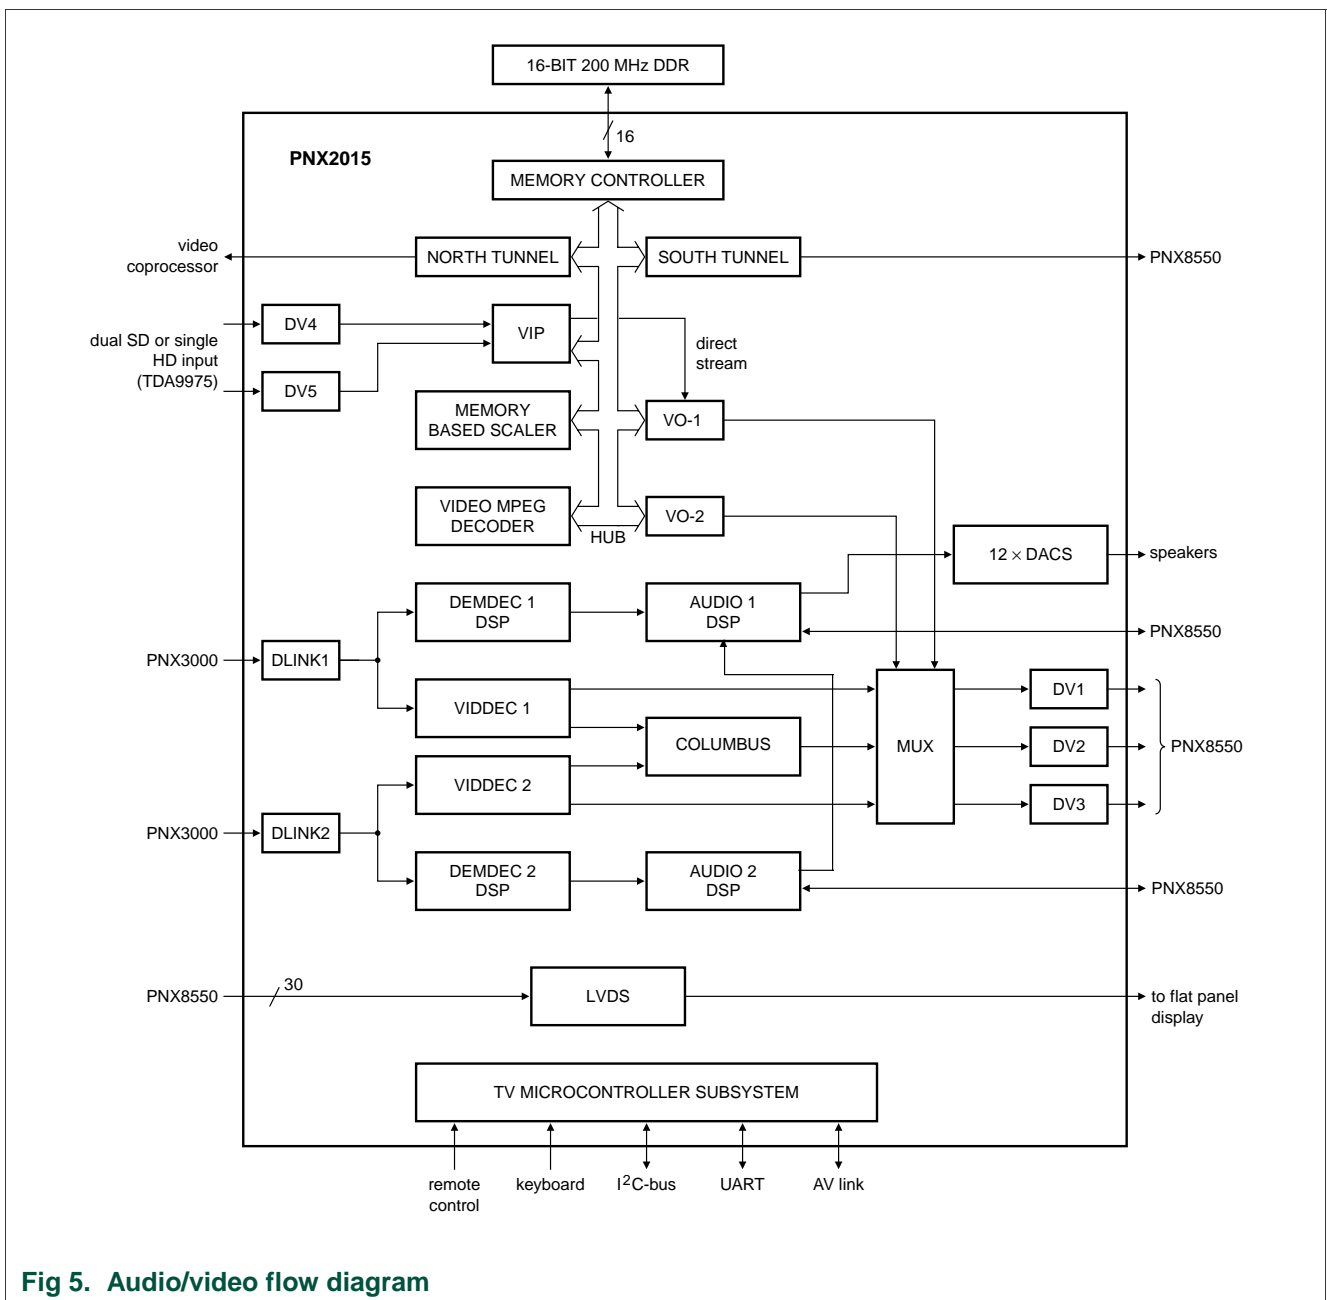 16-BIT 200 MHz DDR
16
PNX2015
MEMORY CONTROLLER
video
coprocessor
NORTH TUNNEL
SOUTH TUNNEL
PNX8550
DV4
VIP
dual SD or single
HD input
(TDA9975)
direct
stream
DV5
MEMORY
BASED SCALER
VO-1
VIDEO MPEG
DECODER
VO-2
HUB
12 × DACS
speakers
DEMDEC 1
DSP
AUDIO 1
DSP
PNX8550
PNX3000
DLINK1
VIDDEC 1
COLUMBUS
MUX
DV1
DV2
DV3
PNX8550
VIDDEC 2
PNX3000
DLINK2
DEMDEC 2
DSP
AUDIO 2
DSP
PNX8550
PNX8550
30
LVDS
to flat panel
display
TV MICROCONTROLLER SUBSYSTEM
remote
control
keyboard
I2C-bus
UART
AV link
Fig 5. Audio/video flow diagram